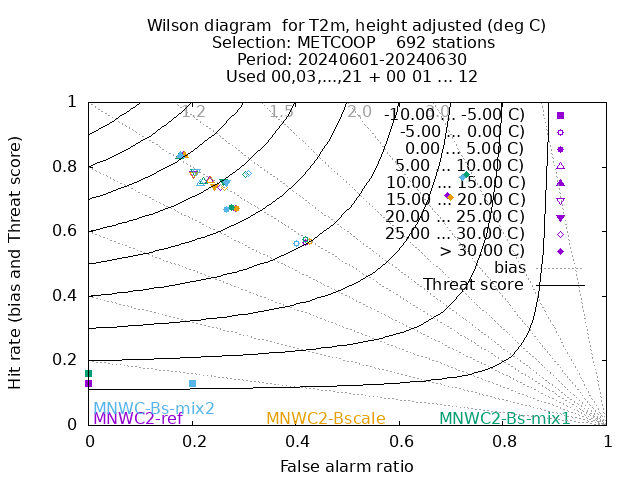 Wilson diagram  for T2m, height adjusted (deg C)
Selection: METCOOP    692 stations
Period: 20240601-20240630
Used 00,03,...,21 + 00 01 ... 12
1.2 1.5 2.0 3.0
-10.00 ... -5.00 C)
-5.00 ... 0.00 C)
0.00 ... 5.00 C)
5.00 ... 10.00 C)
10.00 ... 15.00 C)
15.00 ... 20.00 C)
20.00 ... 25.00 C)
25.00 ... 30.00 C)
> 30.00 C)
bias
Threat score
Hit rate (bias and Threat score)
1
0.8
0.6
0.4
0.2
0
MNWC-Bs-mix2
MNWC2-ref MNWC2-Bscale MNWC2-Bs-mix1
0 0.2 0.4 0.6 0.8 1
False alarm ratio